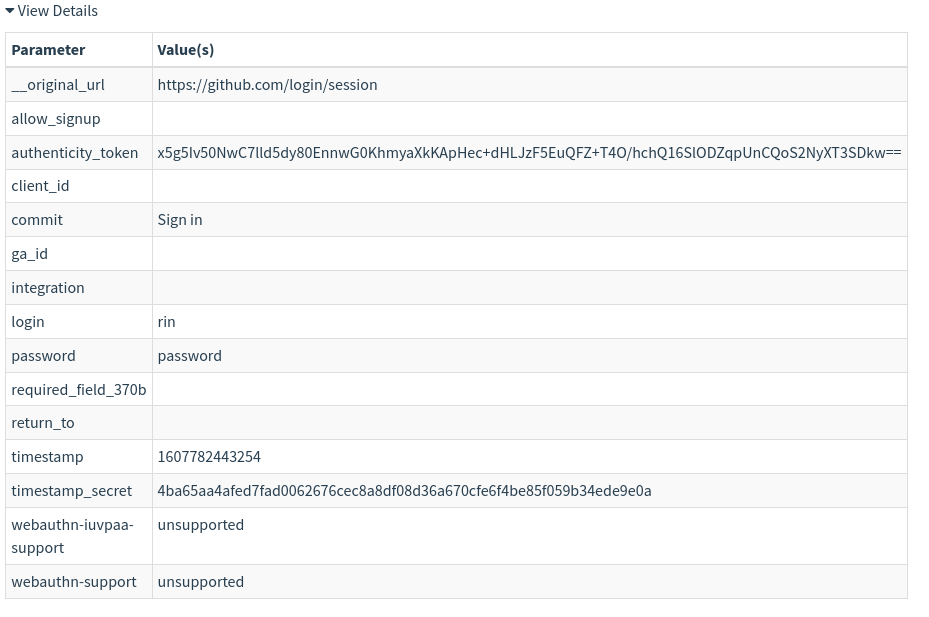 View Details
Parameter Value(s)
__original_url https://github.com/login/session
allow_signup
authenticity_token x5g5Iv50NwC7lld5dy80EnnwG0KhmyaXkKApHec+dHLJzF5EuQFZ+T4O/hchQ16SlODZqpUnCQoS2NyXT3SDkw==
client_id
commit Sign in
ga_id
integration
login rin
password password
required_field_370b
return_to
timestamp 1607782443254
timestamp_secret 4ba65aa4afed7fad0062676cec8a8df08d36a670cfe6f4be85f059b34ede9e0a
webauthn-iuvpaa- unsupported
support
webauthn-support unsupported